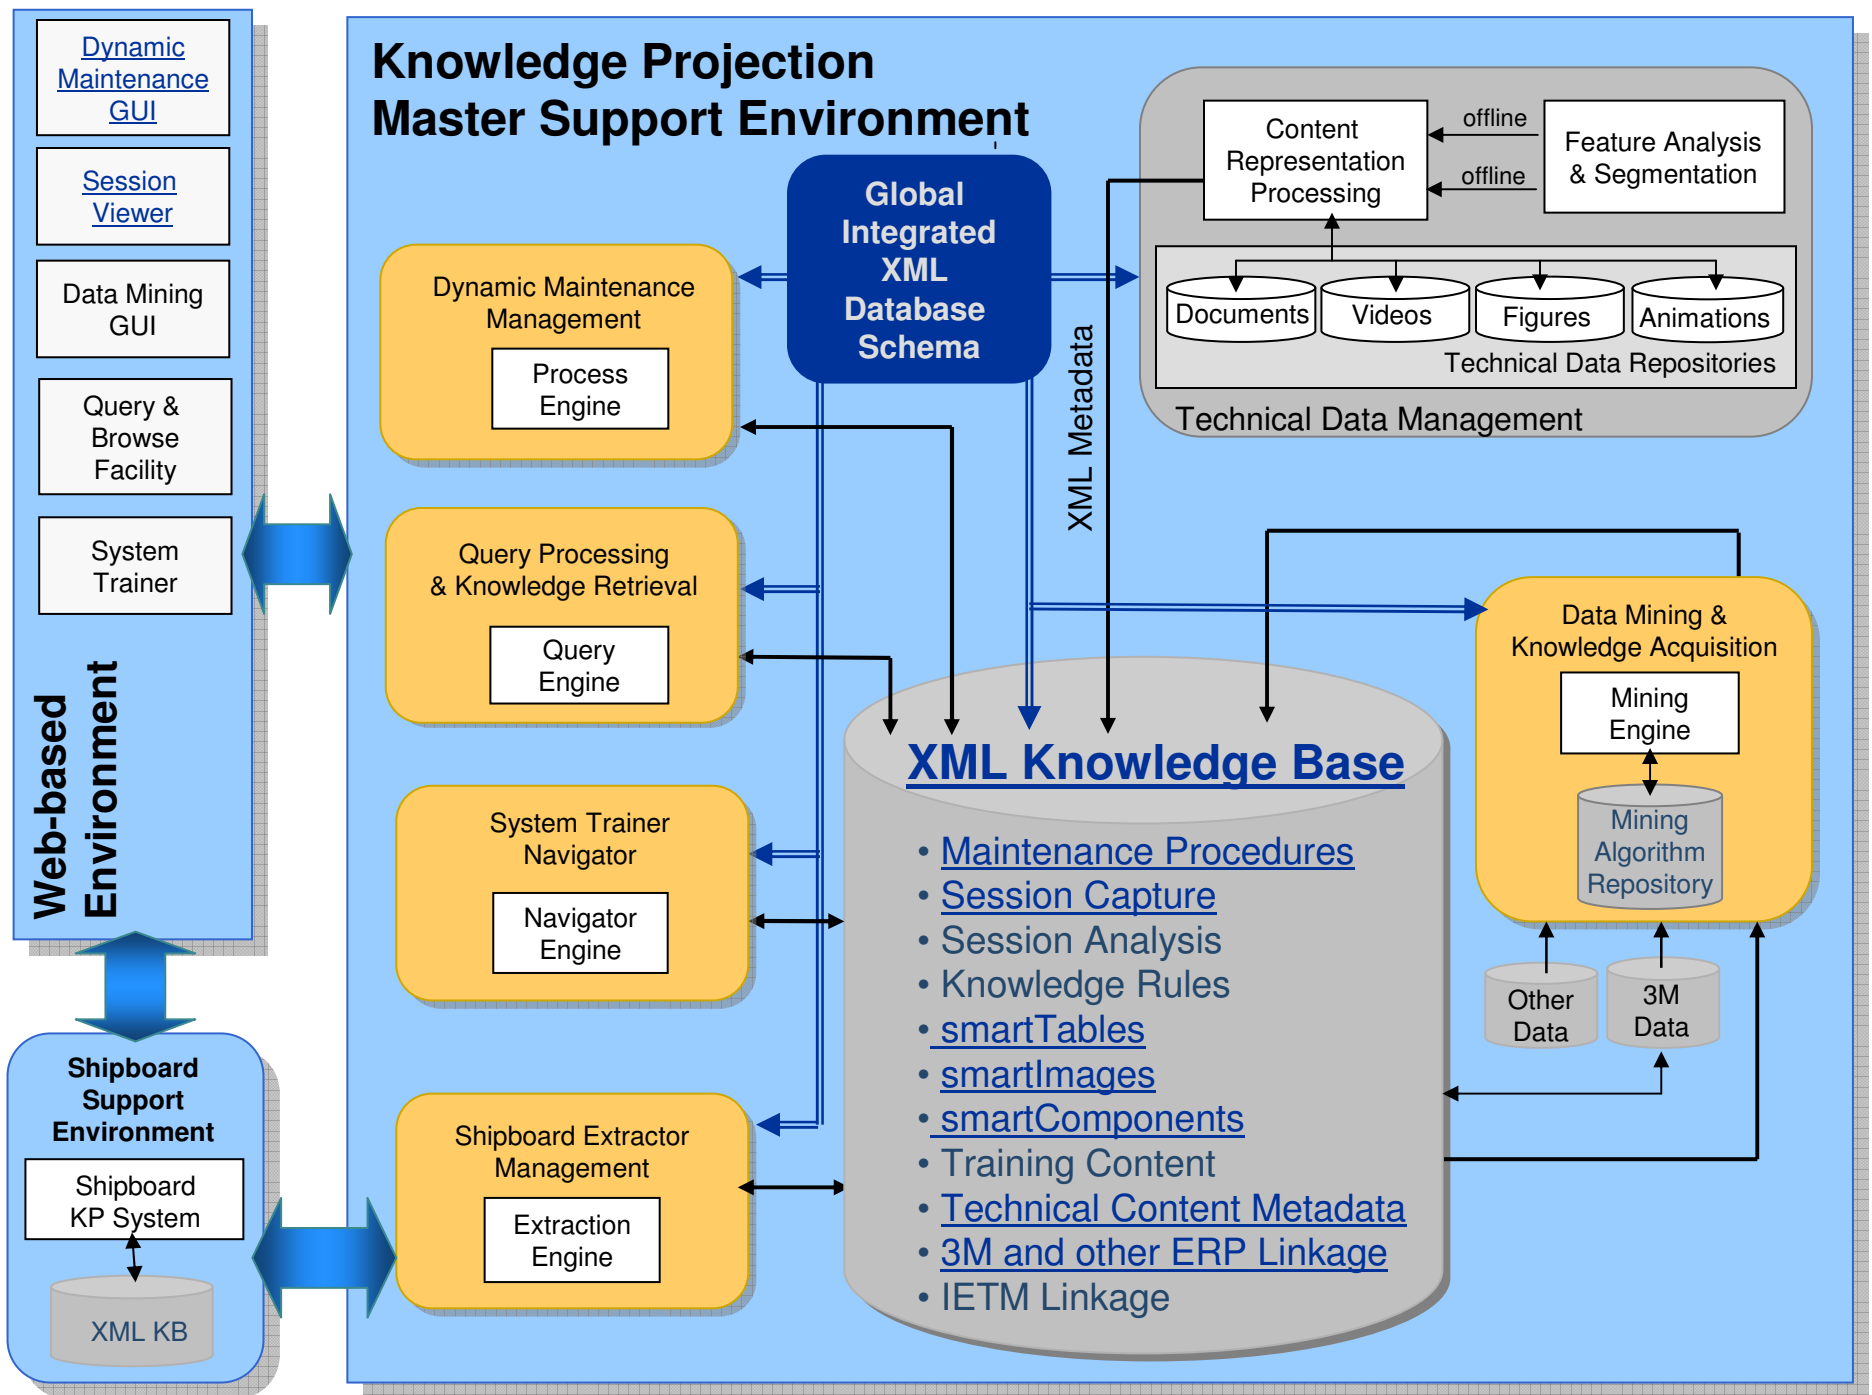 Dynamic
Maintenance
GUI
Session
Viewer
Data Mining
GUI
Query &
Browse
Facility
System
Trainer
Web-based
Environment
Shipboard
Support
Environment
Shipboard
KP System
XML KB
Knowledge Projection
Master Support Environment
Global
Integrated
XML
Database
Schema
Dynamic Maintenance
Management
Process
Engine
Query Processing
& Knowledge Retrieval
Query
Engine
System Trainer
Navigator
Navigator
Engine
Shipboard Extractor
Management
Extraction
Engine
Content
Representation
Processing
offline
offline
Feature Analysis
& Segmentation
Documents
Videos
Figures
Animations
Technical Data Repositories
Technical Data Management
XML Metadata
XML Knowledge Base
• Maintenance Procedures
• Session Capture
• Session Analysis
• Knowledge Rules
• smartTables
• smartImages
• smartComponents
• Training Content
• Technical Content Metadata
• 3M and other ERP Linkage
• IETM Linkage
Data Mining &
Knowledge Acquisition
Mining
Engine
Mining
Algorithm
Repository
Other
Data
3M
Data